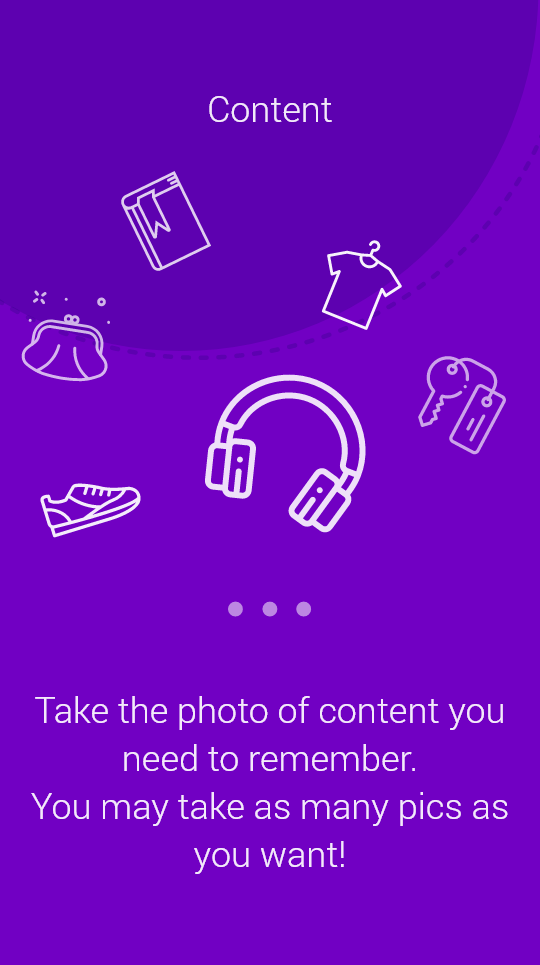 Content
Take the photo of content you
need to remember.
You may take as many pics as
you want!